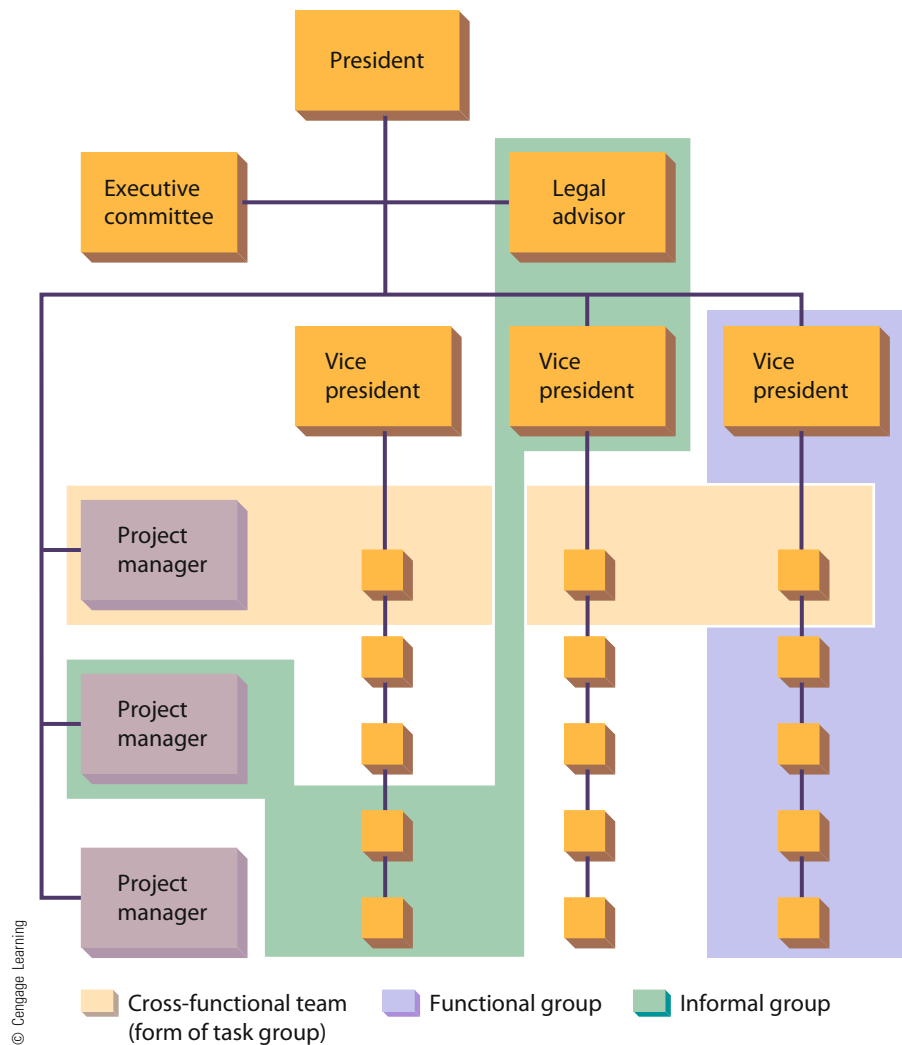 President
Executive
committee
Legal
advisor
Vice
president
Vice
president
Vice
president
Project
manager
Project
manager
Project
manager
© Cengage Learning
Cross-functional team
(form of task group)
Functional group
Informal group